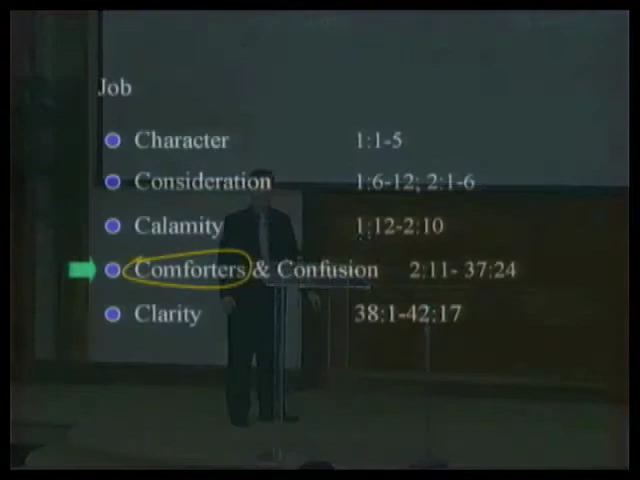 Job
Character 1:1-5
Consideration 1:6-12; 2:1-6
Calamity 1:12-2:10
Comforters & Confusion 2:11- 37:24
Clarity 38:1-42:17